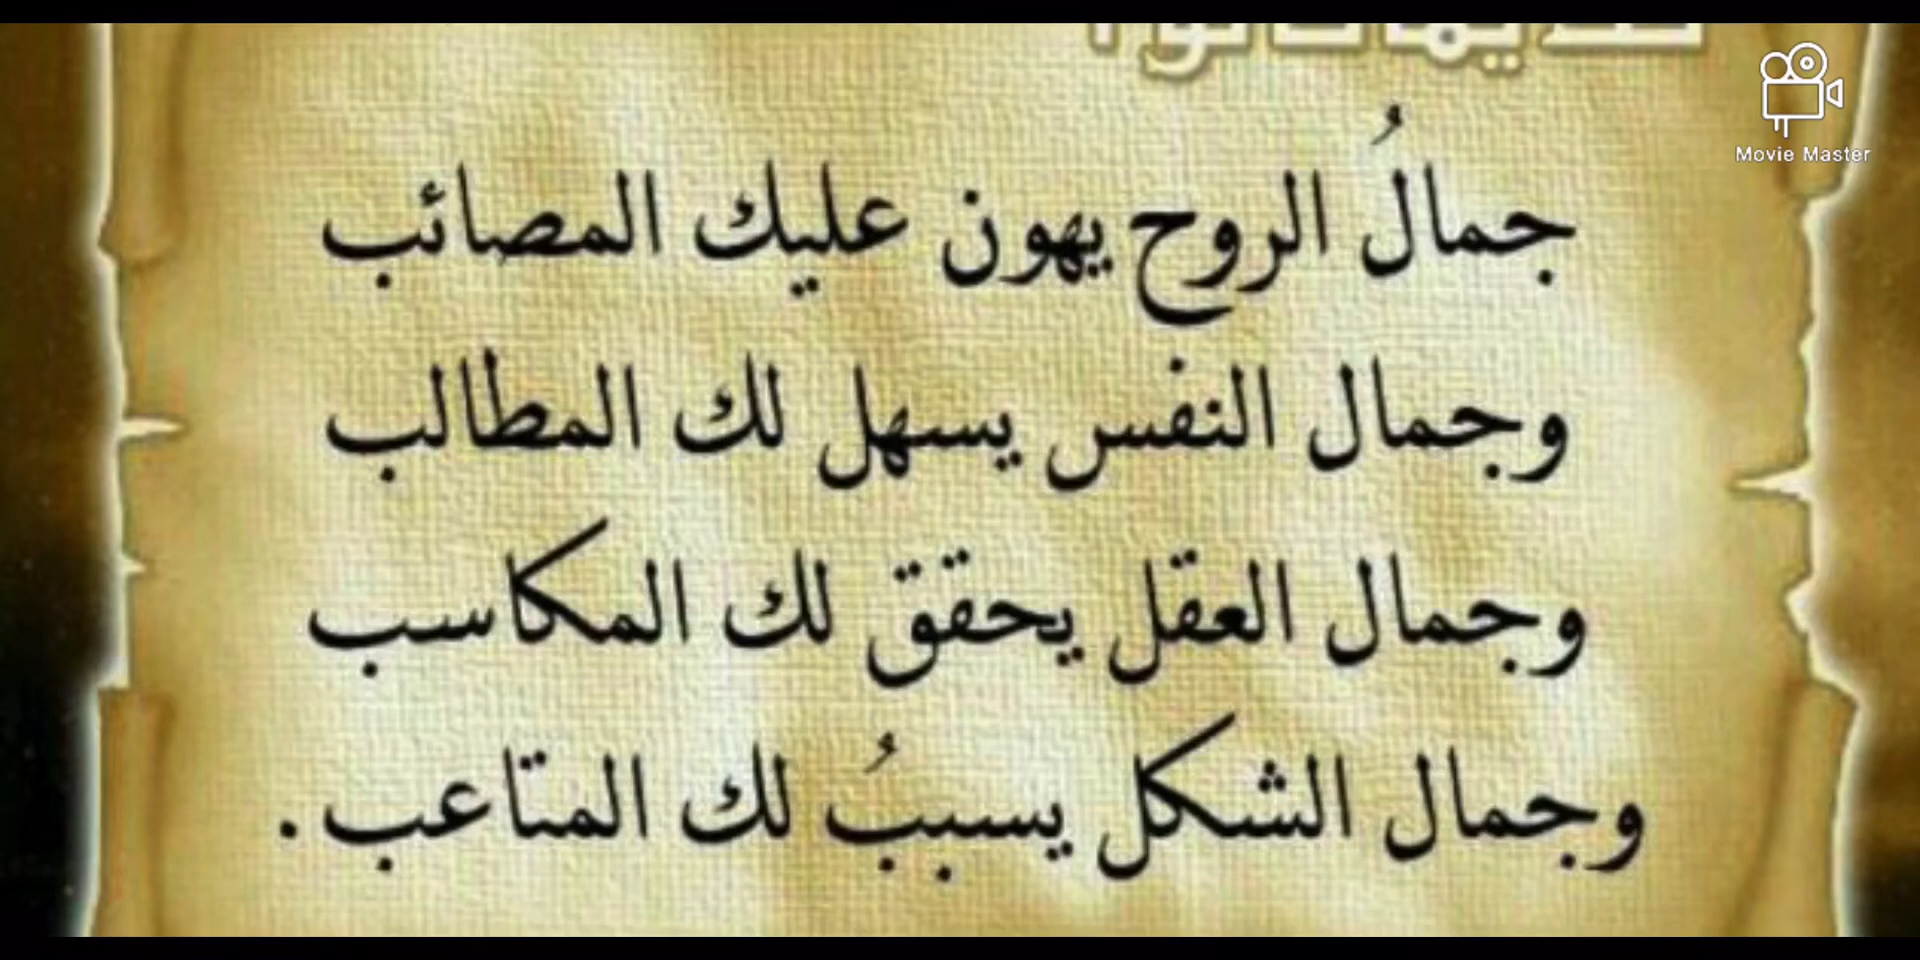 Movie Master
جمالُ الروح يهون عليك المصائب
وجمال النفس يسهل لك المطالب
وجمال العقل يحقق لك المكاسب
وجمال الشكل يسببُ لك المتاعب .